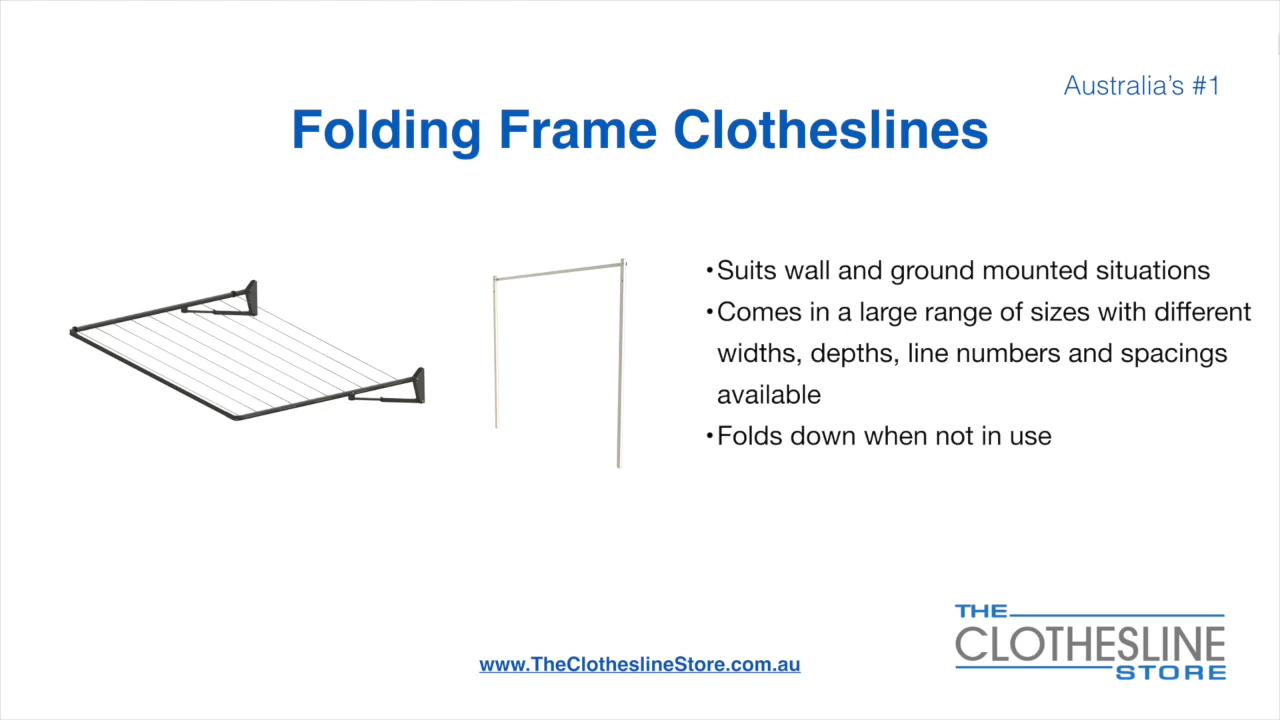 Australia's #1
Folding Frame Clotheslines
•Suits wall and ground mounted situations
•Comes in a large range of sizes with different
widths, depths, line numbers and spacings
available
•Folds down when not in use
www.TheClotheslineStore.com.au
THE
CLOTHESLINE
STORE